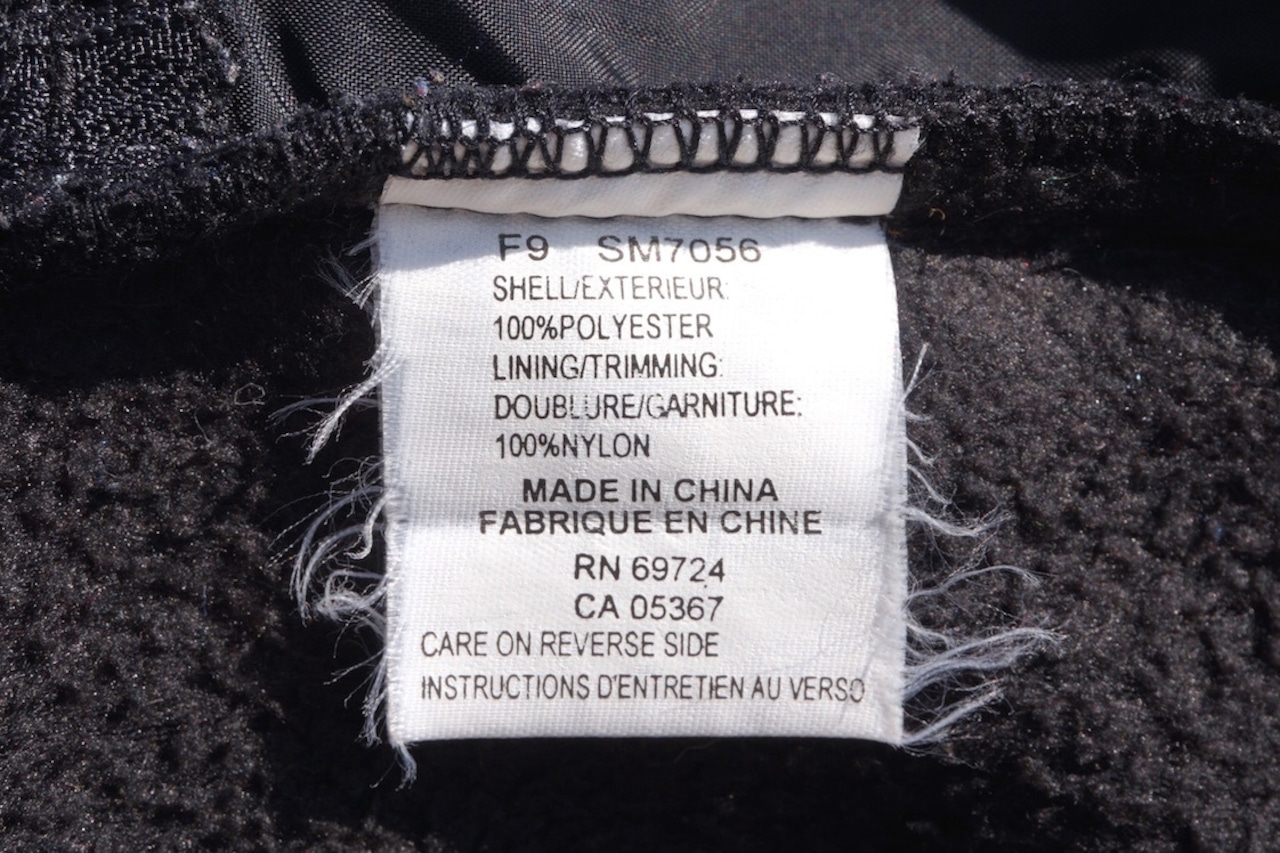 F9 SM7056
SHELL/EXTERIEUR:
100%POLYESTER
LINING/TRIMMING:
DOUBLURE/GARNITURE:
100%NYLON
MADE IN CHINA
FABRIQUE EN CHINE
RN 69724
CA 05367
CARE ON REVERSE SIDE
INSTRUCTIONS D'ENTRETIEN AU VERSO